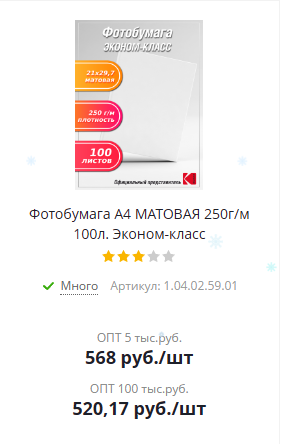 Фотобумага
ЭКОНОМ-КЛАСС
21x29,7
матовая
250 г/м
плотность
100
листов
Официальный представитель
Kodak
Фотобумага А4 МАТОВАЯ 250г/м
100л. Эконом-класс
Много Артикул: 1.04.02.59.01
ОПТ 5 тыс.руб.
568 руб./шт
ОПТ 100 тыс.руб.
520,17 руб./шт